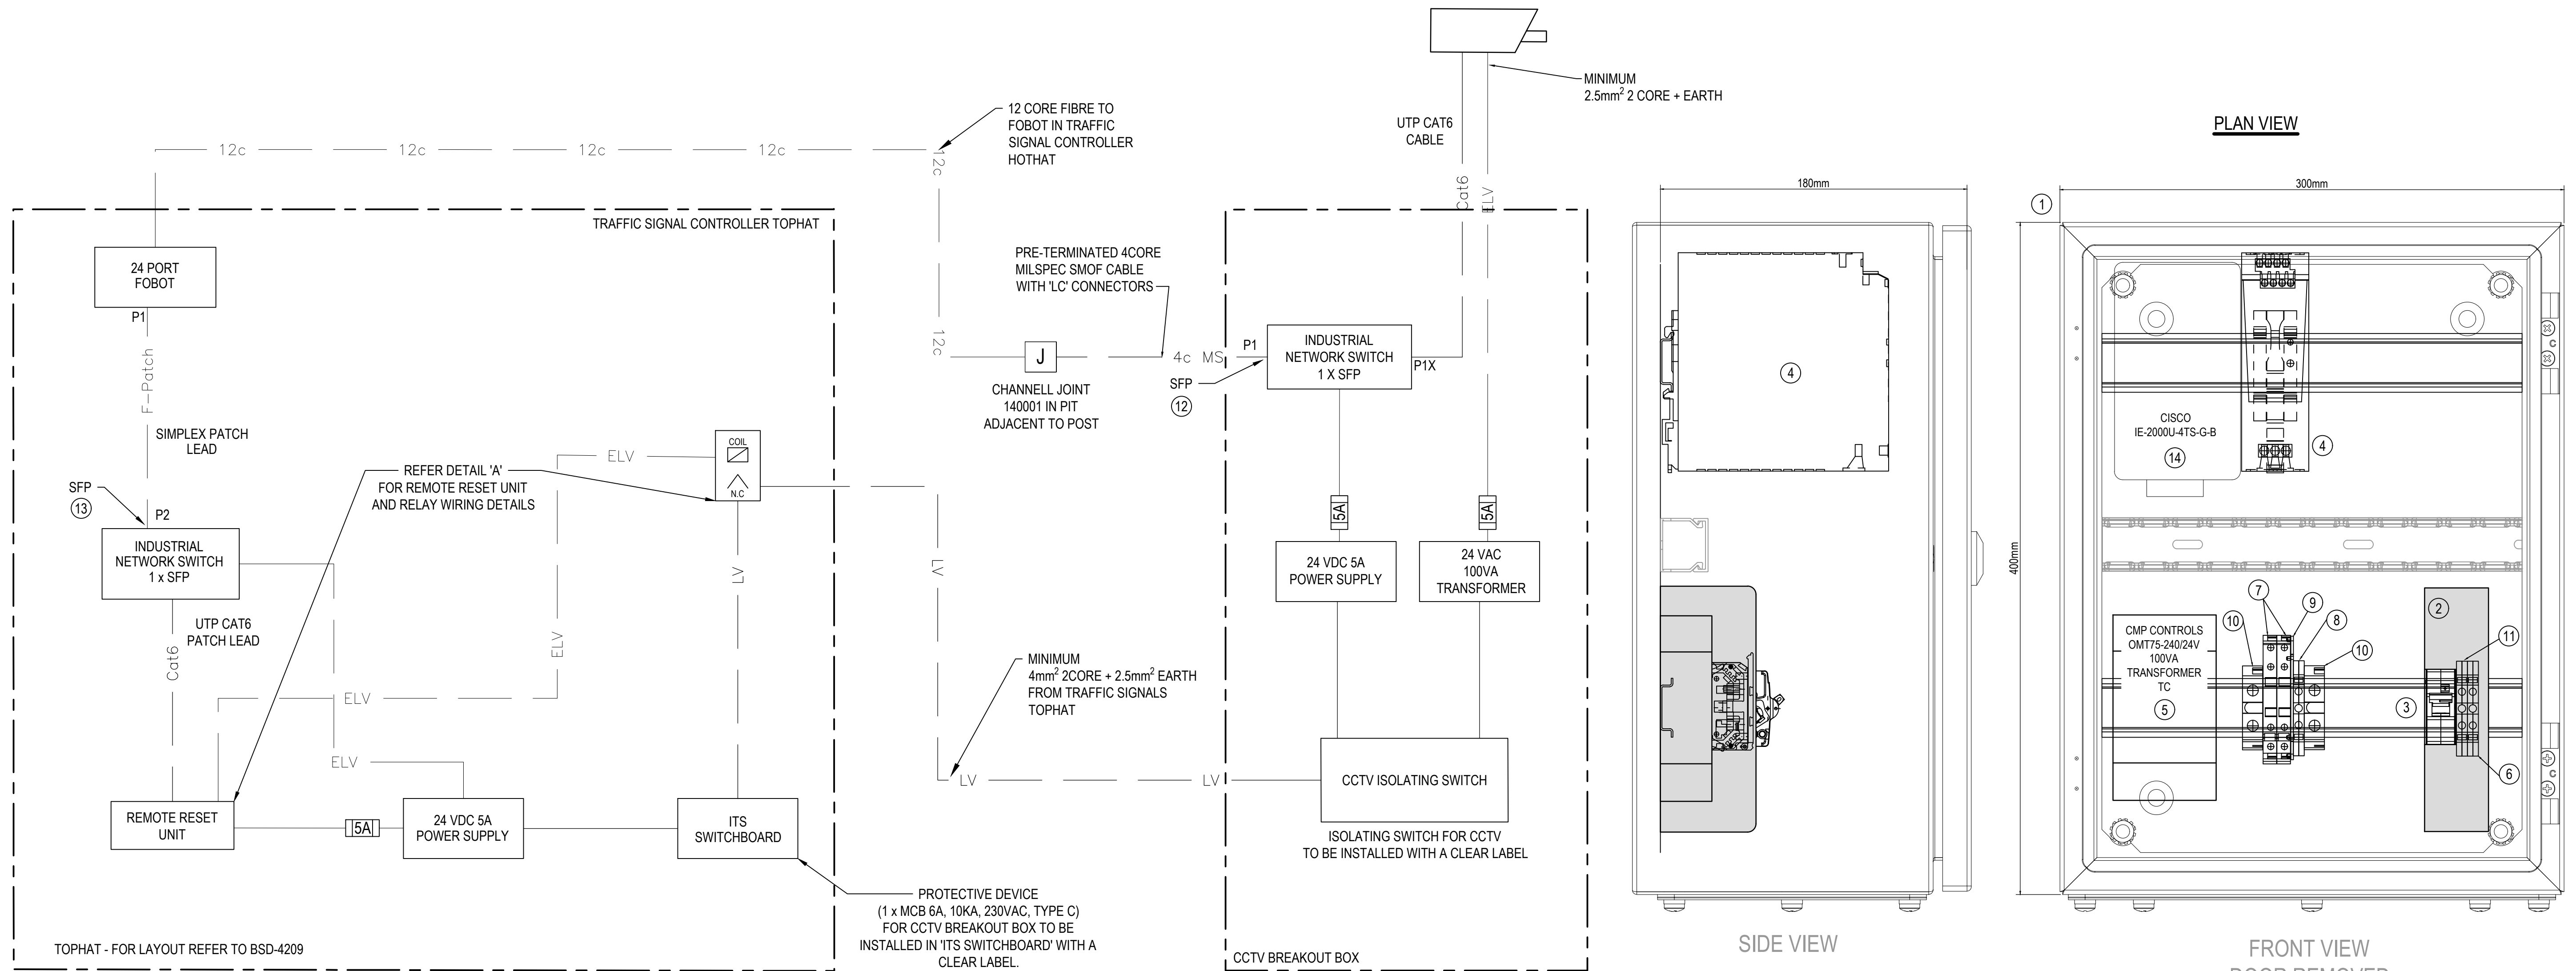 MINIMUM
2.5mm² 2 CORE + EARTH
12 CORE FIBRE TO
FOBOT IN TRAFFIC
SIGNAL CONTROLLER
HOTHAT
UTP CAT6
CABLE
PLAN VIEW
12c
12c
12c
12c
12c
12c
Cat6
ELV
180mm
300mm
400mm
1
TRAFFIC SIGNAL CONTROLLER TOPHAT
24 PORT
FOBOT
P1
F-Patch
SIMPLEX PATCH
LEAD
PRE-TERMINATED 4CORE
MILSPEC SMOF CABLE
WITH 'LC' CONNECTORS
J
CHANNELL JOINT
140001 IN PIT
ADJACENT TO POST
4c MS
P1
SFP
12
INDUSTRIAL
NETWORK SWITCH
1 X SFP
P1X
4
CISCO
IE-2000U-4TS-G-B
14
4
C
COIL
N.C
ELV
REFER DETAIL 'A'
FOR REMOTE RESET UNIT
AND RELAY WIRING DETAILS
SFP
13
P2
INDUSTRIAL
NETWORK SWITCH
1 x SFP
UTP CAT6
PATCH LEAD
Cat6
ELV
ELV
ELV
LV
LV
5A
5A
24 VDC 5A
POWER SUPPLY
24 VAC
100VA
TRANSFORMER
MINIMUM
4mm² 2CORE + 2.5mm² EARTH
FROM TRAFFIC SIGNALS
TOPHAT
LV
LV
CCTV ISOLATING SWITCH
ISOLATING SWITCH FOR CCTV
TO BE INSTALLED WITH A CLEAR LABEL
REMOTE RESET
UNIT
5A
24 VDC 5A
POWER SUPPLY
ITS
SWITCHBOARD
PROTECTIVE DEVICE
(1 x MCB 6A, 10KA, 230VAC, TYPE C)
FOR CCTV BREAKOUT BOX TO BE
INSTALLED IN 'ITS SWITCHBOARD' WITH A
CLEAR LABEL.
TOPHAT - FOR LAYOUT REFER TO BSD-4209
CCTV BREAKOUT BOX
CMP CONTROLS
OMT75-240/24V
100VA
TRANSFORMER
TC
5
10
7
9
8
10
2
3
11
6
C
SIDE VIEW
FRONT VIEW
DOOR REMOVED